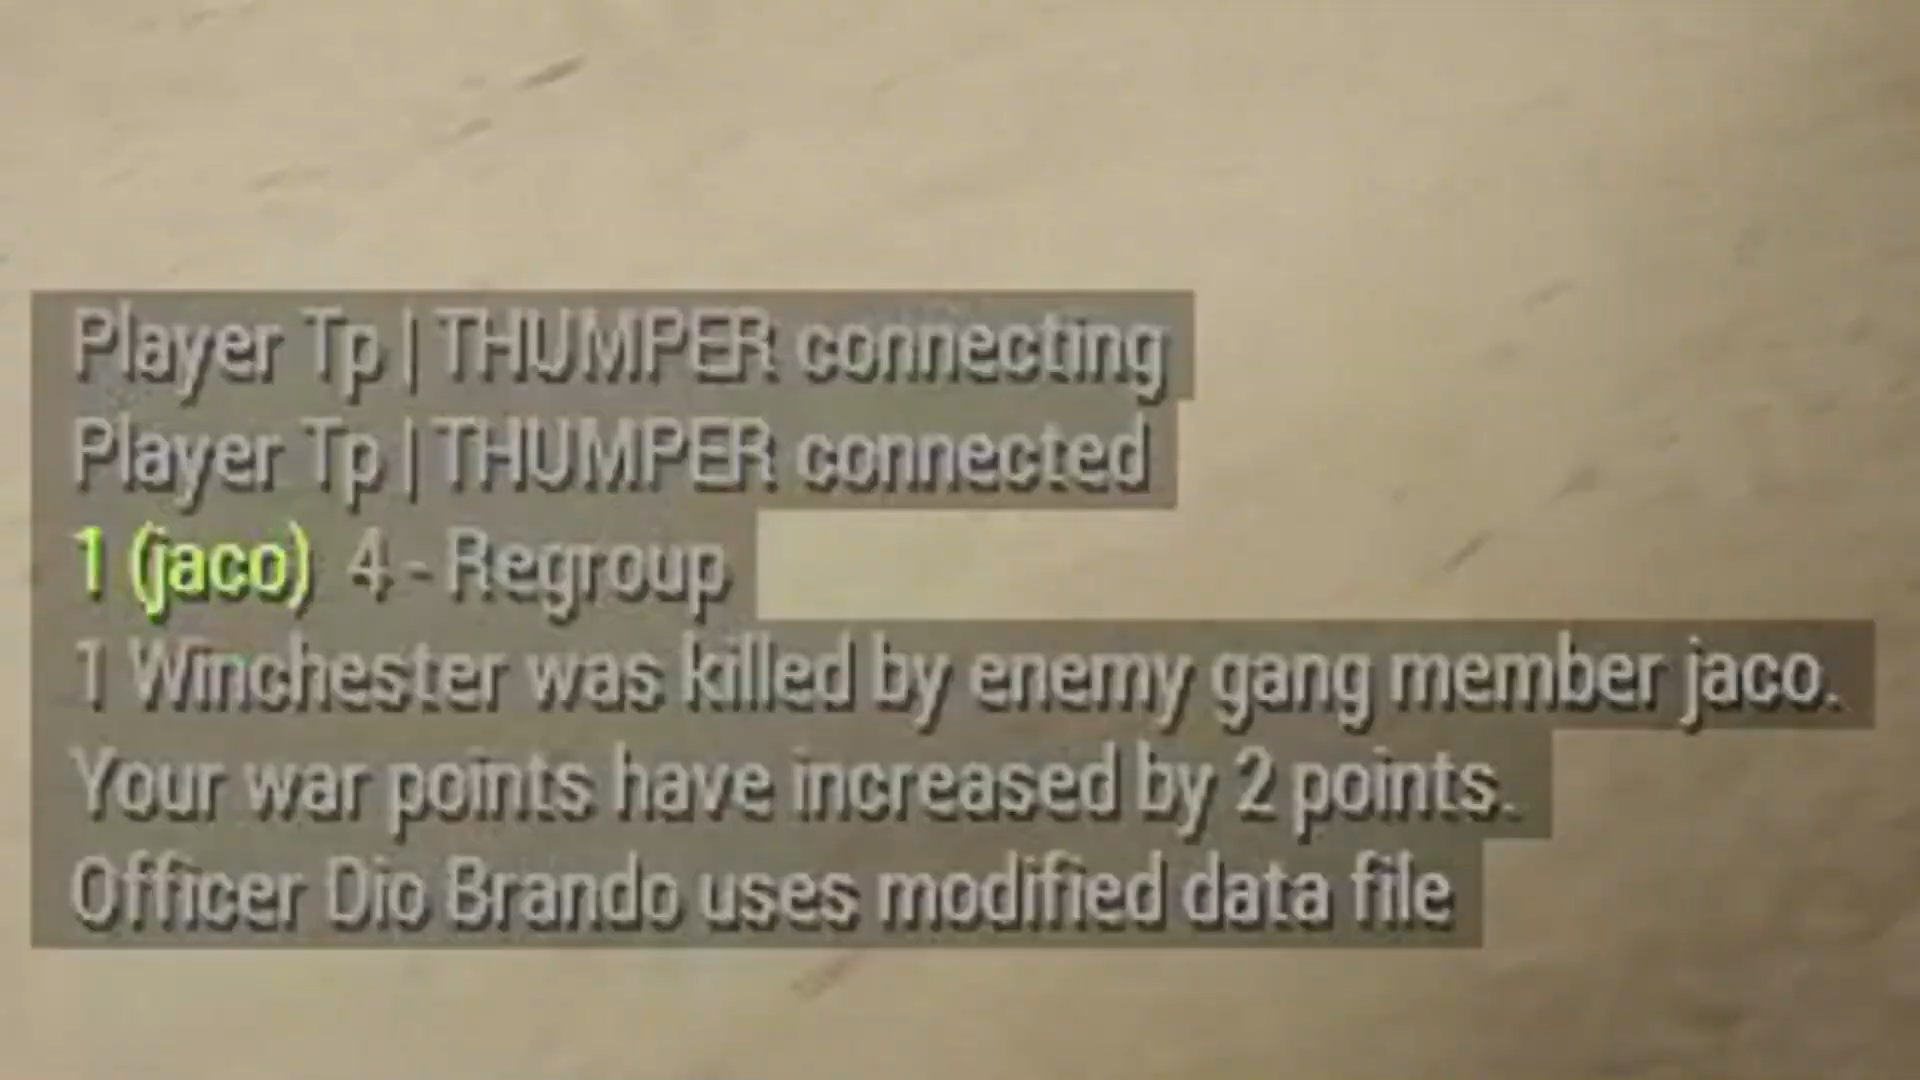 Player Tp | THUMPER connecting
Player Tp | THUMPER connected
1 (jaco) 4 - Regroup
1 Winchester was killed by enemy gang member jaco.
Your war points have increased by 2 points.
Officer Dio Brando uses modified data file